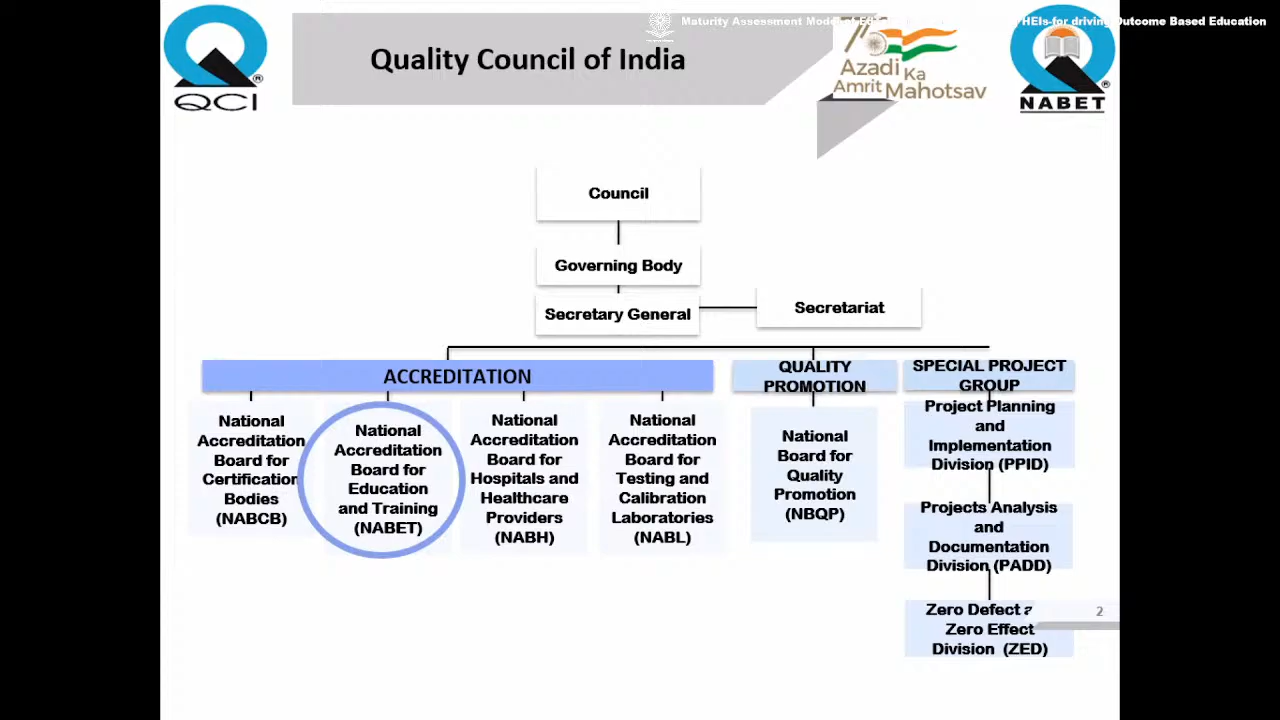 Maturity Assessment Model of HEIs for driving Outcome Based Education
Quality Council of India
QCI
Azadi
Ka
Amrit Mahotsav
NABET
Council
Governing Body
Secretary General
Secretariat
ACCREDITATION
QUALITY
PROMOTION
SPECIAL PROJECT
GROUP
National
Accreditation
Board for
Certification
Bodies
(NABCB)
National
Accreditation
Board for
Education
and Training
(NABET)
National
Accreditation
Board for
Hospitals and
Healthcare
Providers
(NABH)
National
Accreditation
Board for
Testing and
Calibration
Laboratories
(NABL)
National
Board for
Quality
Promotion
(NBQP)
Project Planning
and
Implementation
Division (PPID)
Projects Analysis
and
Documentation
Division (PADD)
Zero Defect
Zero Effect
Division (ZED)
2